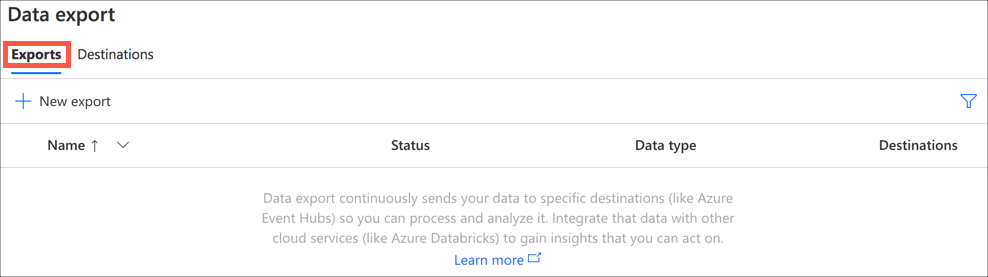 Data export
Exports Destinations
New export
Name ↑ Status Data type Destinations
Data export continuously sends your data to specific destinations (like Azure
Event Hubs) so you can process and analyze it. Integrate that data with other
cloud services (like Azure Databricks) to gain insights that you can act on.
Learn more